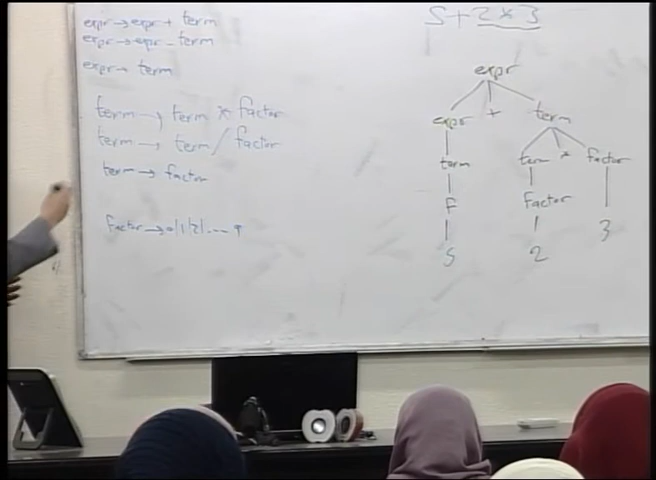 expr → expr + term
expr → expr - term
expr → term
term → term * factor
term → term / factor
term → factor
factor → 0|1|2|.... 9
5 + 2 * 3
expr
expr + term
term term * factor
F factor
5 2 3